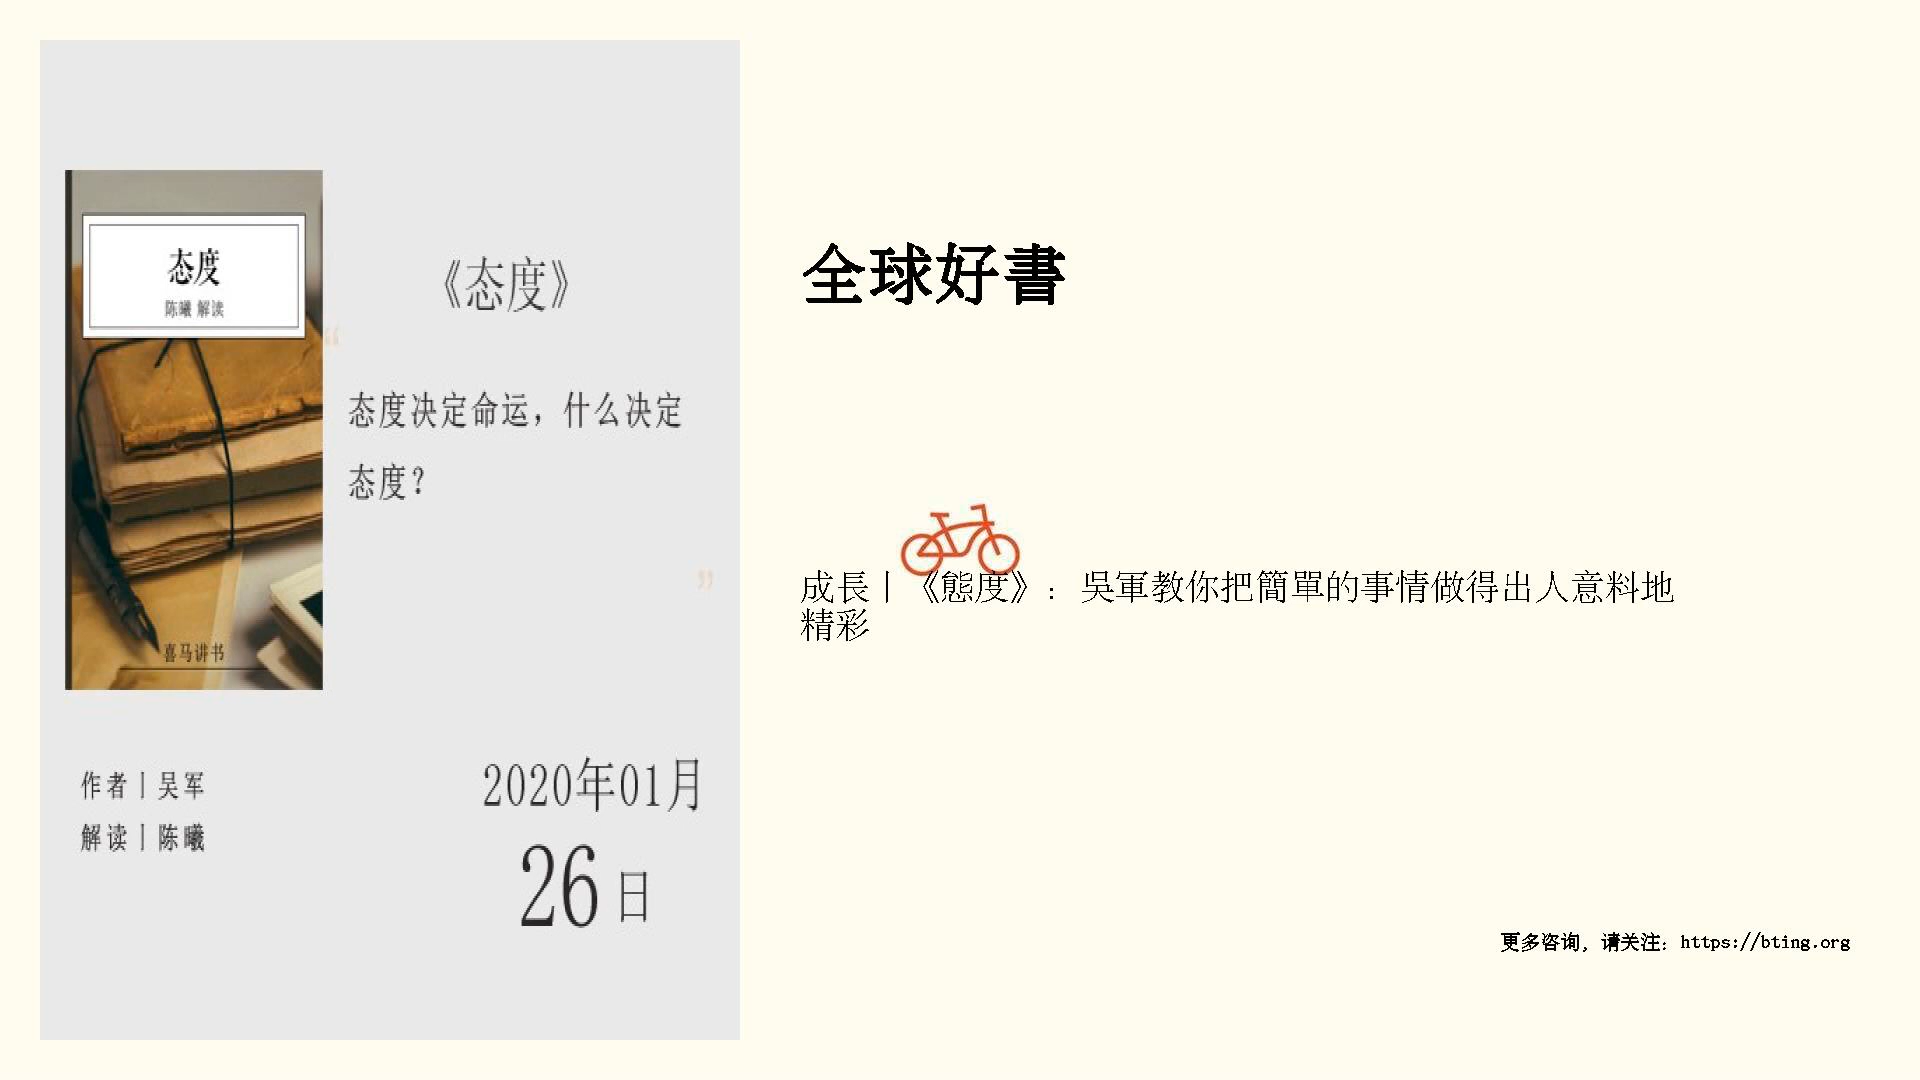 态度
陈曦 解读
喜马讲书
《态度》
“
态度决定命运，什么决定
态度？
”
作者丨吴军
解读丨陈曦
2020年01月
26日
全球好書
成長丨《態度》：吳軍教你把簡單的事情做得出人意料地
精彩
更多咨询，请关注：https://bting.org